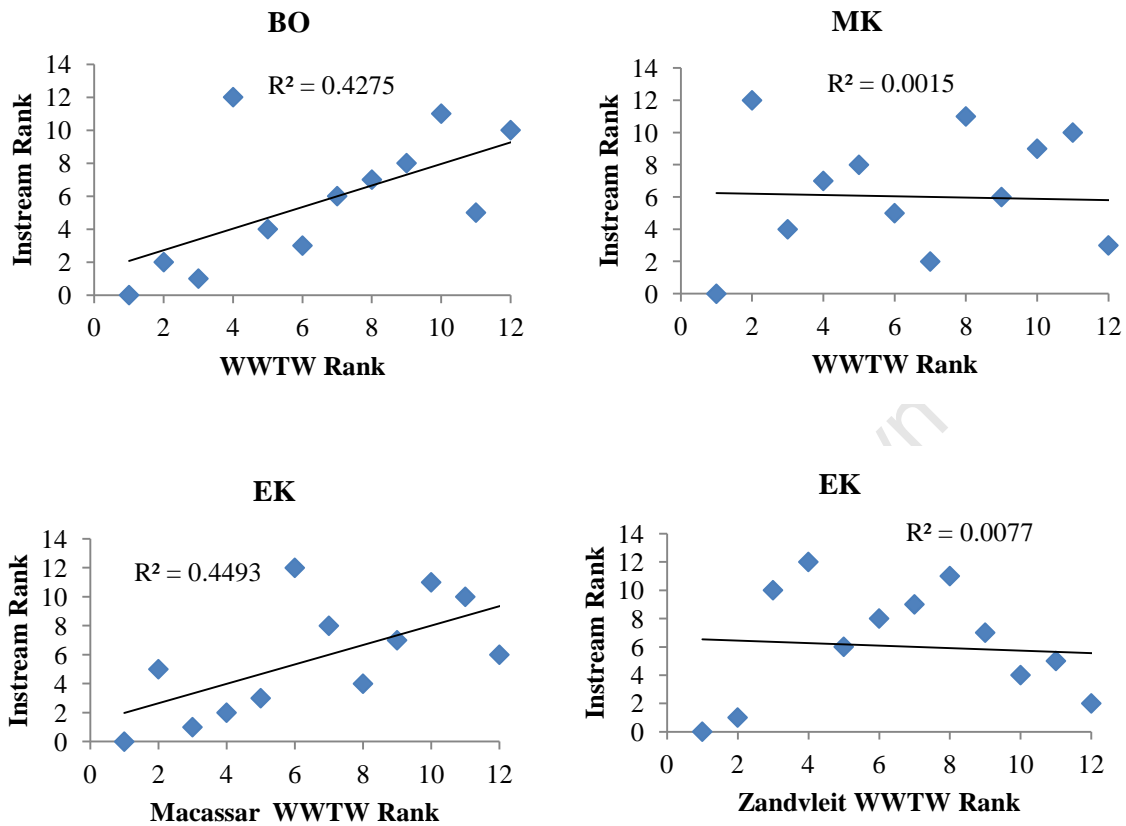 BO
R² = 0.4275
14
12
10
8
6
4
2
0
Instream Rank
0 2 4 6 8 10 12
WWTW Rank
MK
R² = 0.0015
14
12
10
8
6
4
2
0
Instream Rank
0 2 4 6 8 10 12
WWTW Rank
EK
R² = 0.4493
14
12
10
8
6
4
2
0
Instream Rank
0 2 4 6 8 10 12
Macassar WWTW Rank
EK
R² = 0.0077
14
12
10
8
6
4
2
0
Instream Rank
0 2 4 6 8 10 12
Zandvleit WWTW Rank